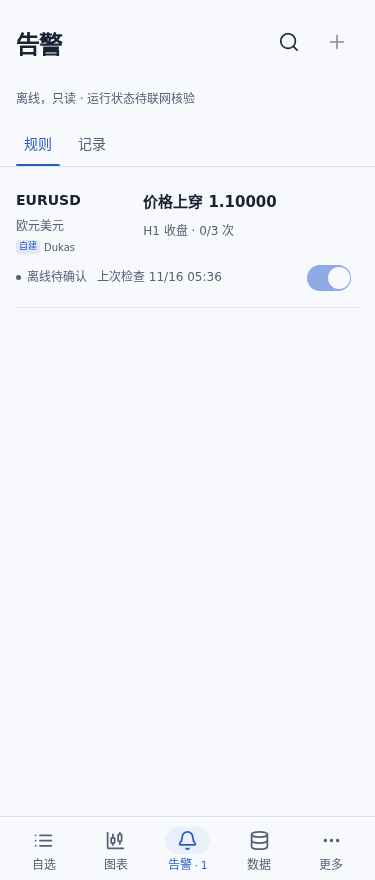 告警
离线，只读 · 运行状态待联网核验
规则 记录
EURUSD 价格上穿 1.10000
欧元美元 H1 收盘 · 0/3 次
自建 Dukas
离线待确认 上次检查 11/16 05:36
自选 图表 告警 · 1 数据 更多